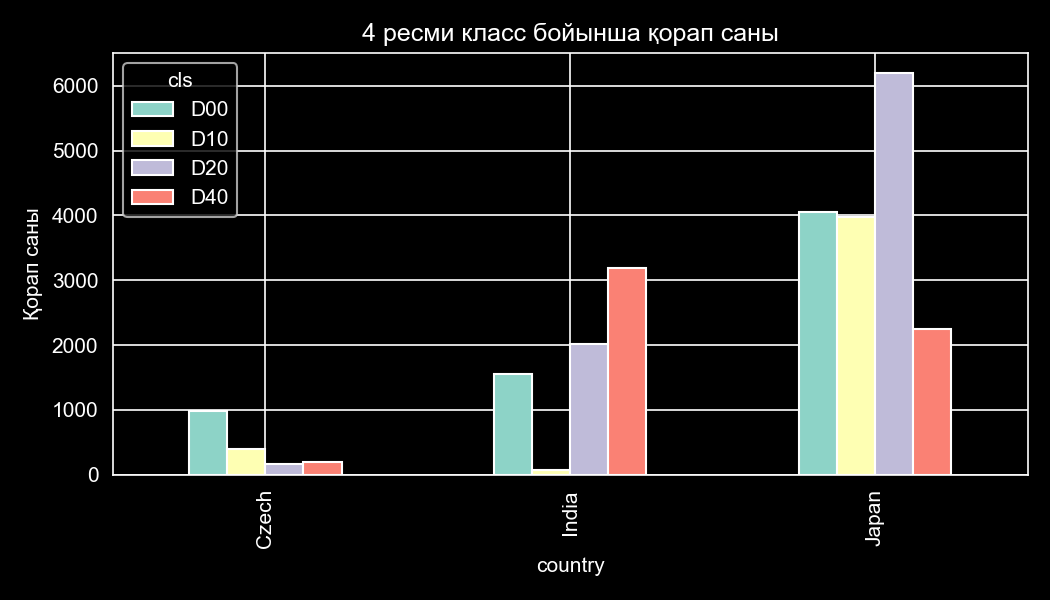 4 ресми класс бойынша қорап саны
cls
D00
D10
D20
D40
Қорап саны
6000
5000
4000
3000
2000
1000
0
Czech
India
Japan
country